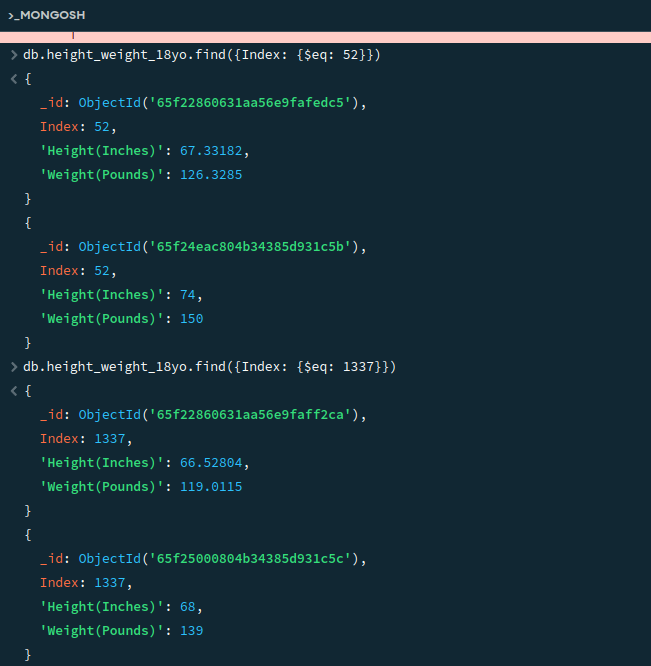 >_MONGOSH
> db.height_weight_18yo.find({Index: {$eq: 52}})
< {
_id: ObjectId('65f22860631aa56e9fafedc5'),
Index: 52,
'Height(Inches)': 67.33182,
'Weight(Pounds)': 126.3285
}
{
_id: ObjectId('65f24eac804b34385d931c5b'),
Index: 52,
'Height(Inches)': 74,
'Weight(Pounds)': 150
}
> db.height_weight_18yo.find({Index: {$eq: 1337}})
< {
_id: ObjectId('65f22860631aa56e9faff2ca'),
Index: 1337,
'Height(Inches)': 66.52804,
'Weight(Pounds)': 119.0115
}
{
_id: ObjectId('65f25000804b34385d931c5c'),
Index: 1337,
'Height(Inches)': 68,
'Weight(Pounds)': 139
}